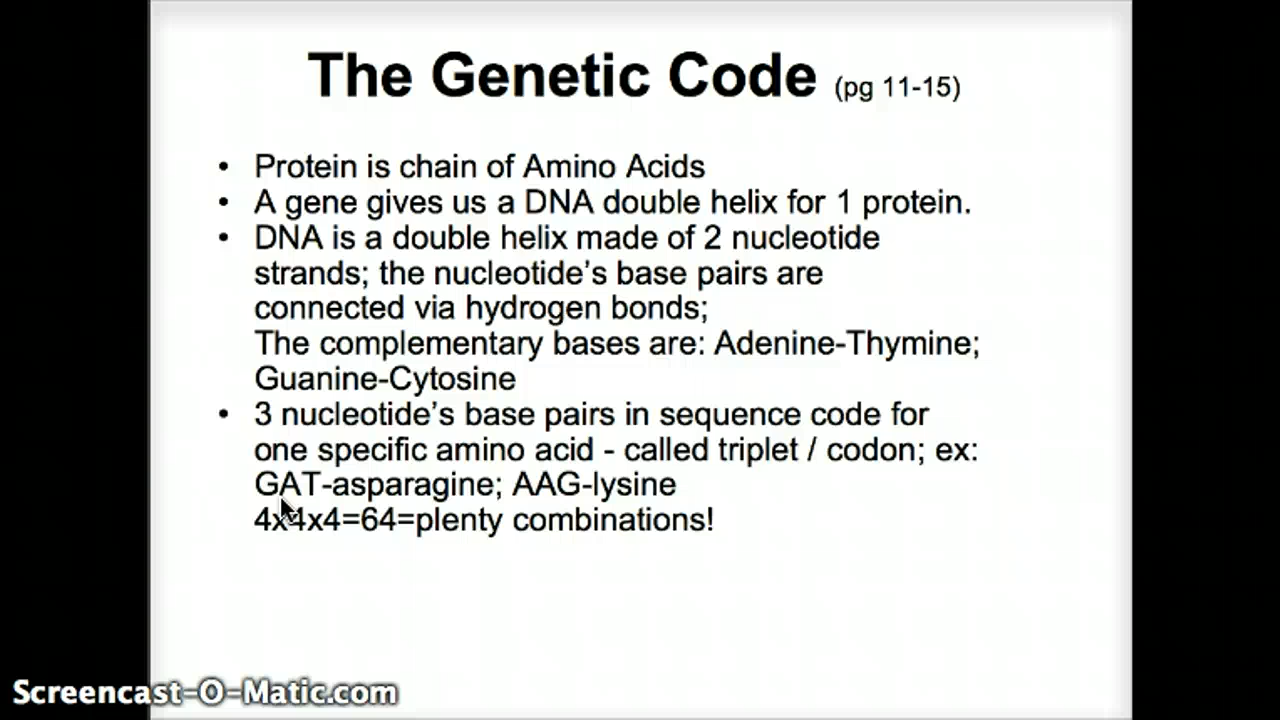 The Genetic Code (pg 11-15)
• Protein is chain of Amino Acids
• A gene gives us a DNA double helix for 1 protein.
• DNA is a double helix made of 2 nucleotide
strands; the nucleotide's base pairs are
connected via hydrogen bonds;
The complementary bases are: Adenine-Thymine;
Guanine-Cytosine
• 3 nucleotide's base pairs in sequence code for
one specific amino acid - called triplet / codon; ex:
GAT-asparagine; AAG-lysine
4x4x4=64=plenty combinations!
Screencast-O-Matic.com